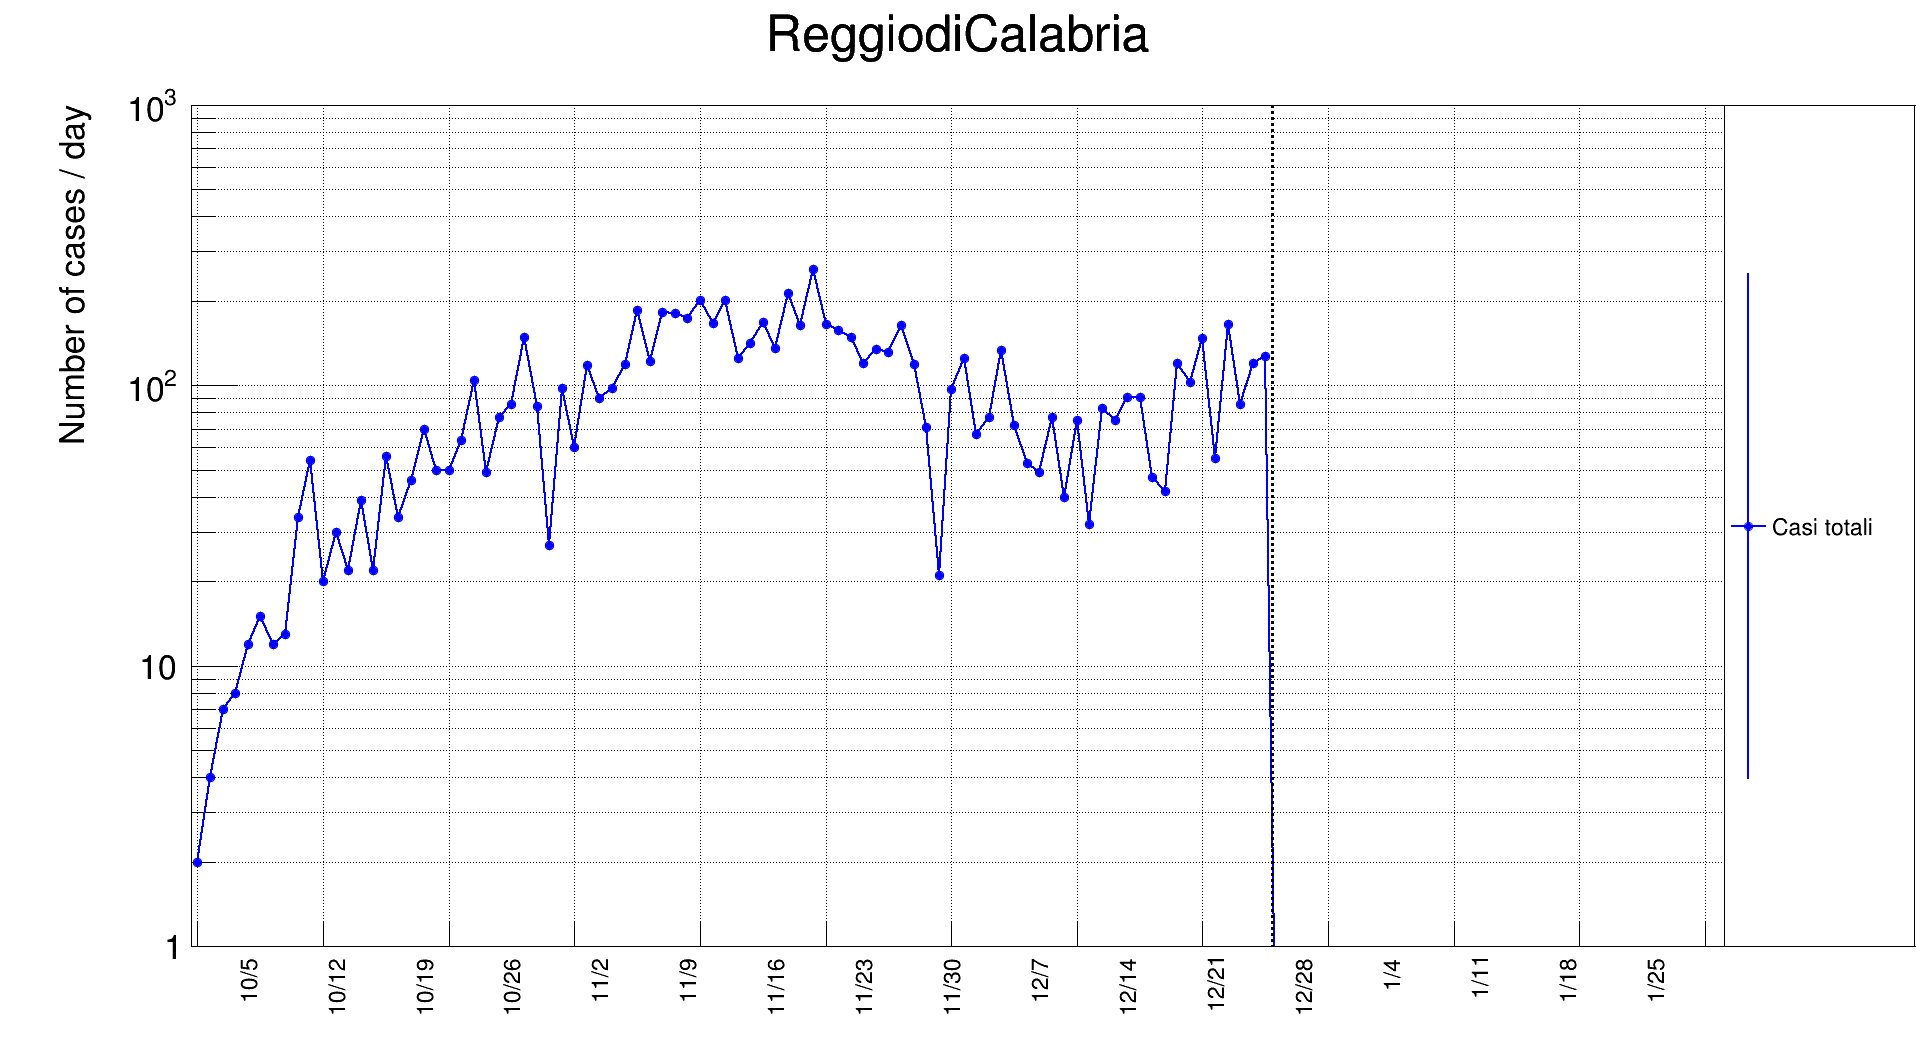 ReggiodiCalabria
Number of cases / day
10³
10²
10
1
10/5 10/12 10/19 10/26 11/2 11/9 11/16 11/23 11/30 12/7 12/14 12/21 12/28 1/4 1/11 1/18 1/25
Casi totali